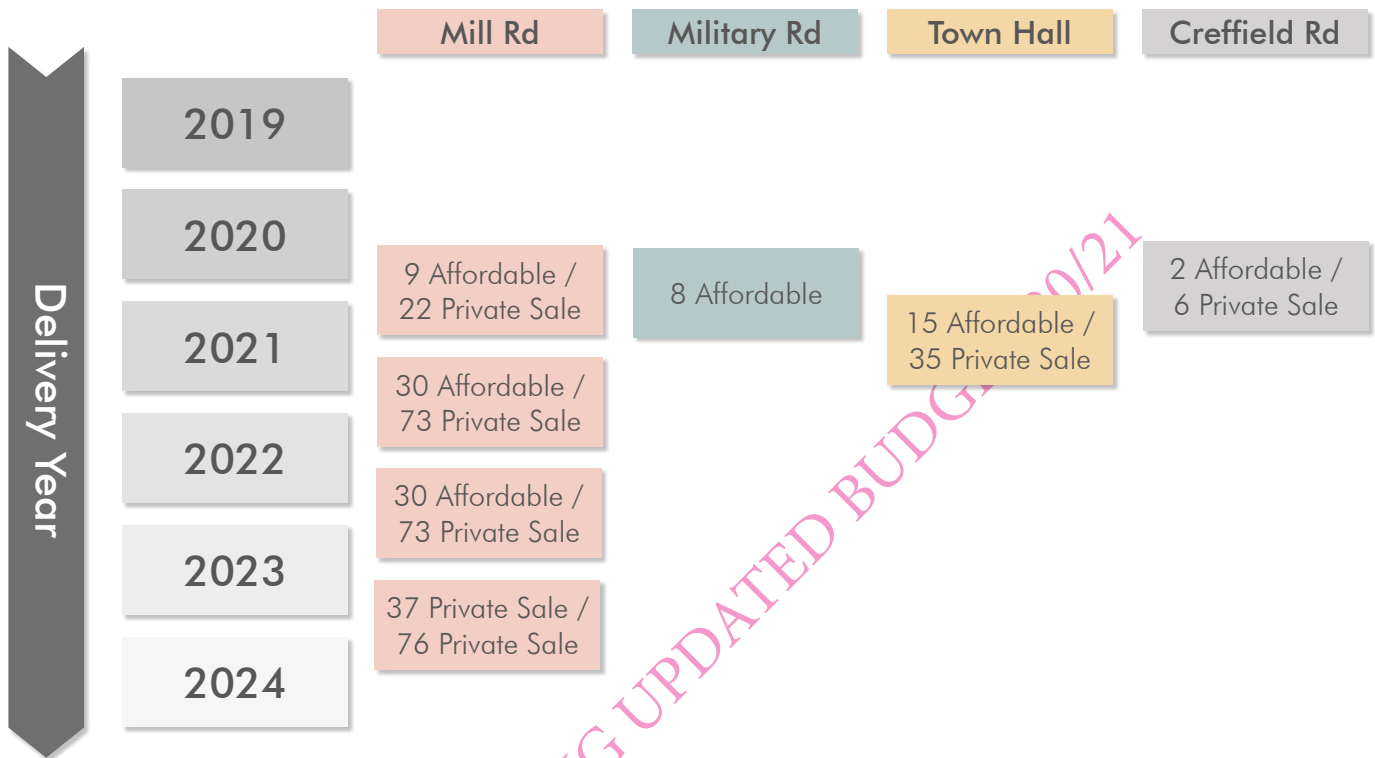 Mill Rd
Military Rd
Town Hall
Creffield Rd
Delivery Year
2019
2020
2021
2022
2023
2024
9 Affordable /
22 Private Sale
30 Affordable /
73 Private Sale
30 Affordable /
73 Private Sale
37 Private Sale /
76 Private Sale
8 Affordable
15 Affordable /
35 Private Sale
2 Affordable /
6 Private Sale
UPDATED